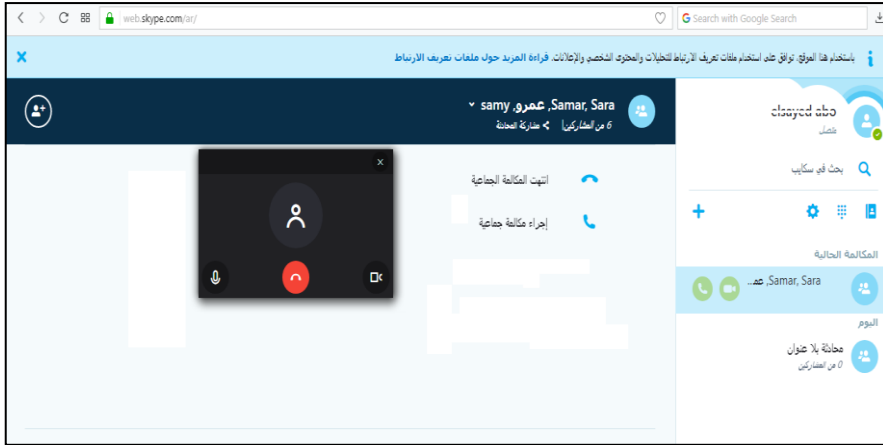 web.skype.com/ar/
Search with Google Search
باستخدام هذا الموقع، توافق على استخدام ملفات تعريف الارتباط للتحليلات والمحتوى الشخصي والإعلانات. قراءة المزيد حول ملفات تعريف الارتباط
Samar, Sara, عمرو, samy
6 من المشاركين | مشاركة المحادثة
انتهت المكالمة الجماعية
إجراء مكالمة جماعية
elsayed abo
متصل
بحث في سكايب
المكالمة الحالية
Samar, Sara, عمـ...
اليوم
محادثة بلا عنوان
0 من المشاركين